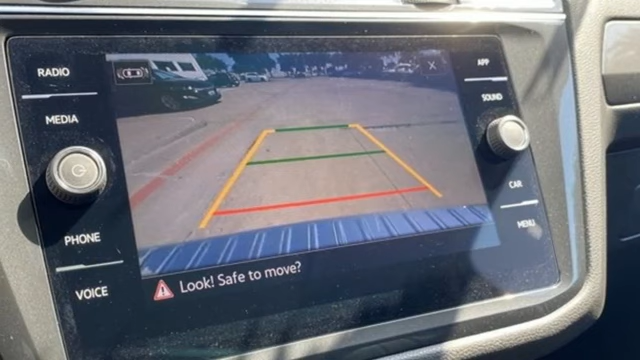 RADIO
MEDIA
PHONE
VOICE
APP
SOUND
CAR
MENU
Look! Safe to move?